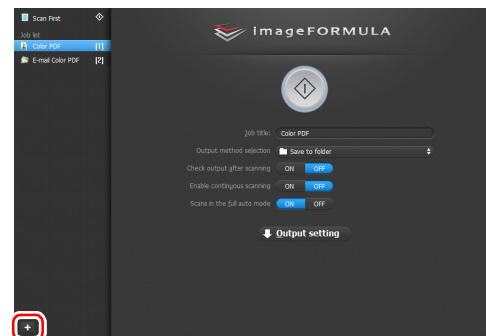 Scan First
Job list
Color PDF [1]
E-mail Color PDF [2]
imageFORMULA
Job title: Color PDF
Output method selection Save to folder
Check output after scanning ON OFF
Enable continuous scanning ON OFF
Scans in the full auto mode ON OFF
Output setting
+